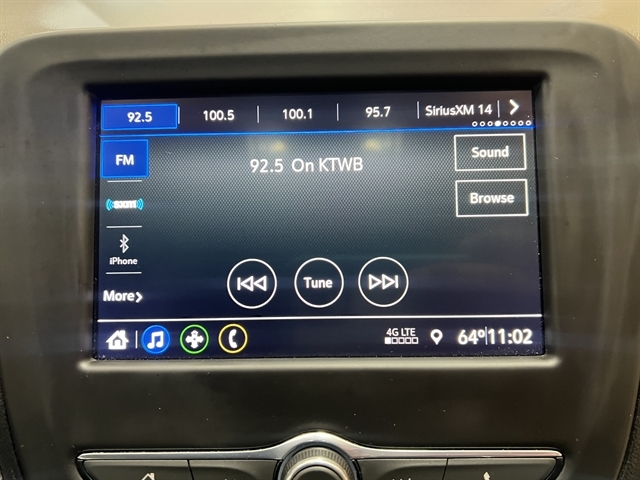 92.5 100.5 100.1 95.7 SiriusXM 14
FM
92.5 On KTWB
Sound
sxm
Browse
iPhone
More
Tune
4G LTE
64° 11:02